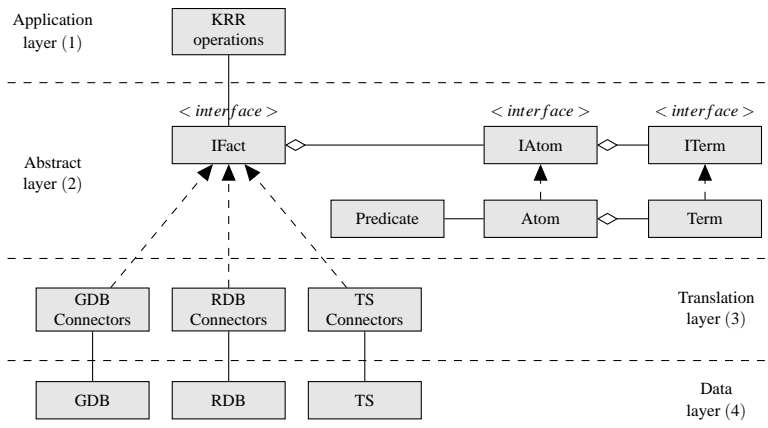 Application
layer (1)
KRR
operations
< interface >
< interface >
< interface >
IFact
IAtom
ITerm
Abstract
layer (2)
Predicate
Atom
Term
GDB
Connectors
RDB
Connectors
TS
Connectors
Translation
layer (3)
GDB
RDB
TS
Data
layer (4)